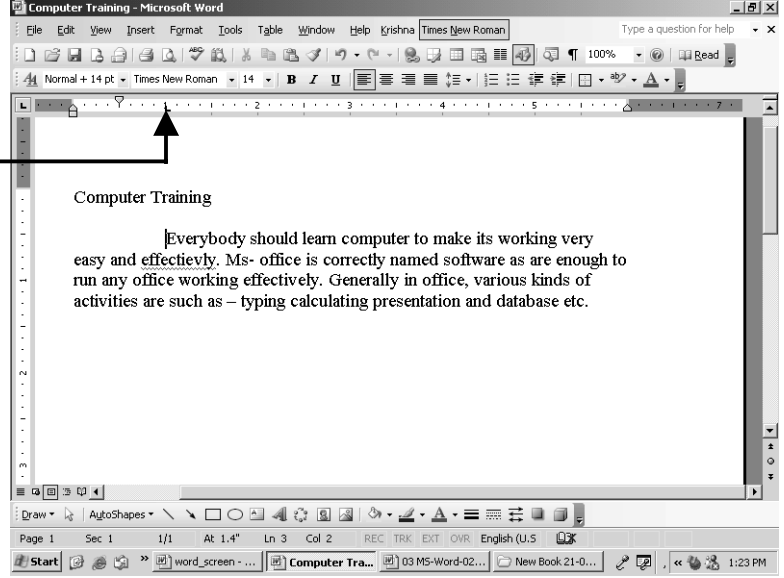 Computer Training - Microsoft Word
File Edit View Insert Format Tools Table Window Help Krishna Times New Roman Type a question for help
100% Read
Normal + 14 pt Times New Roman 14 B I U
2 3 4 5 7
Computer Training
Everybody should learn computer to make its working very
easy and effectievly. Ms- office is correctly named software as are enough to
run any office working effectively. Generally in office, various kinds of
activities are such as – typing calculating presentation and database etc.
Draw AutoShapes
Page 1 Sec 1 1/1 At 1.4" Ln 3 Col 2 REC TRK EXT OVR English (U.S
Start word_screen - ... Computer Tra... 03 MS-Word-02... New Book 21-0... 1:23 PM